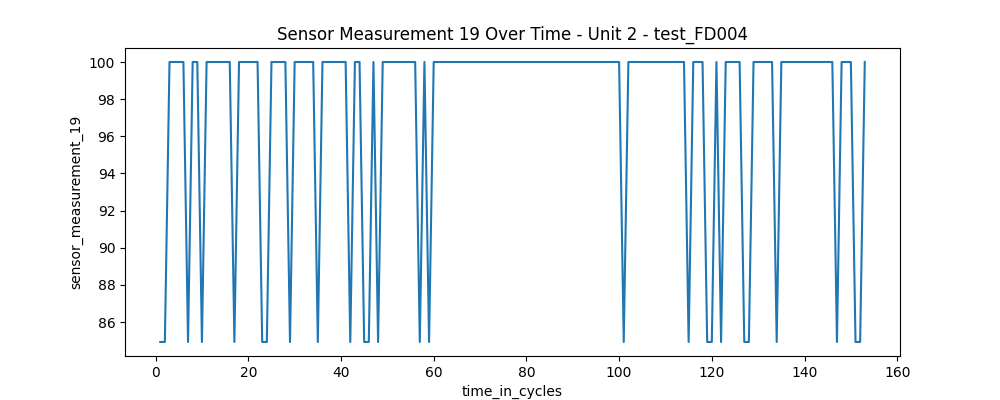 Sensor Measurement 19 Over Time - Unit 2 - test_FD004
sensor_measurement_19
100
98
96
94
92
90
88
86
0 20 40 60 80 100 120 140 160
time_in_cycles